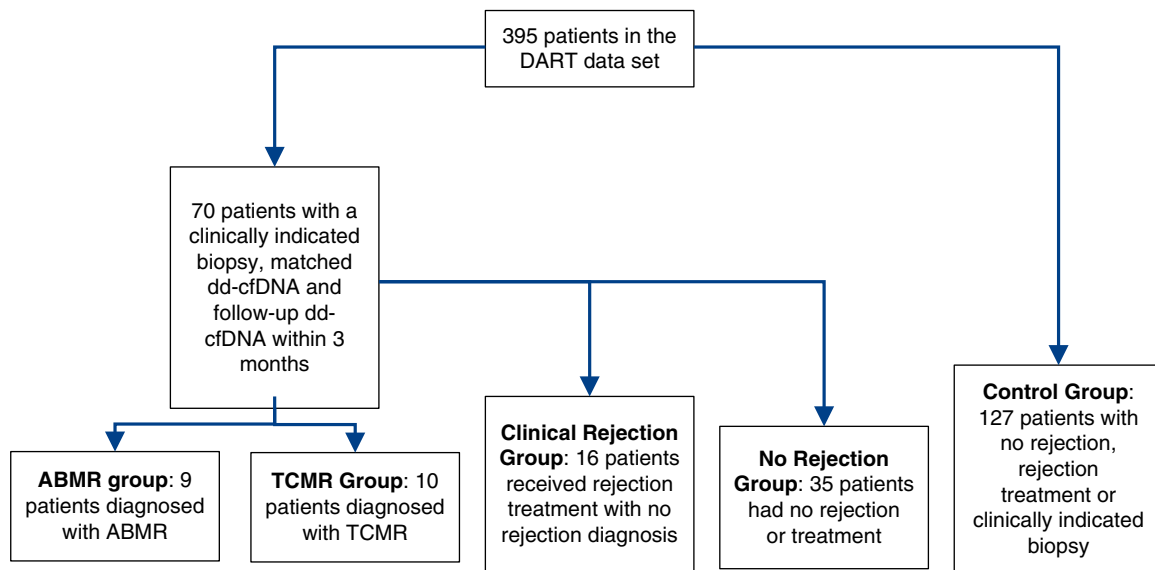 395 patients in the
DART data set
70 patients with a
clinically indicated
biopsy, matched
dd-cfDNA and
follow-up dd-
cfDNA within 3
months
ABMR group: 9
patients diagnosed
with ABMR
TCMR Group: 10
patients diagnosed
with TCMR
Clinical Rejection
Group: 16 patients
received rejection
treatment with no
rejection diagnosis
No Rejection
Group: 35 patients
had no rejection
or treatment
Control Group:
127 patients with
no rejection,
rejection
treatment or
clinically indicated
biopsy